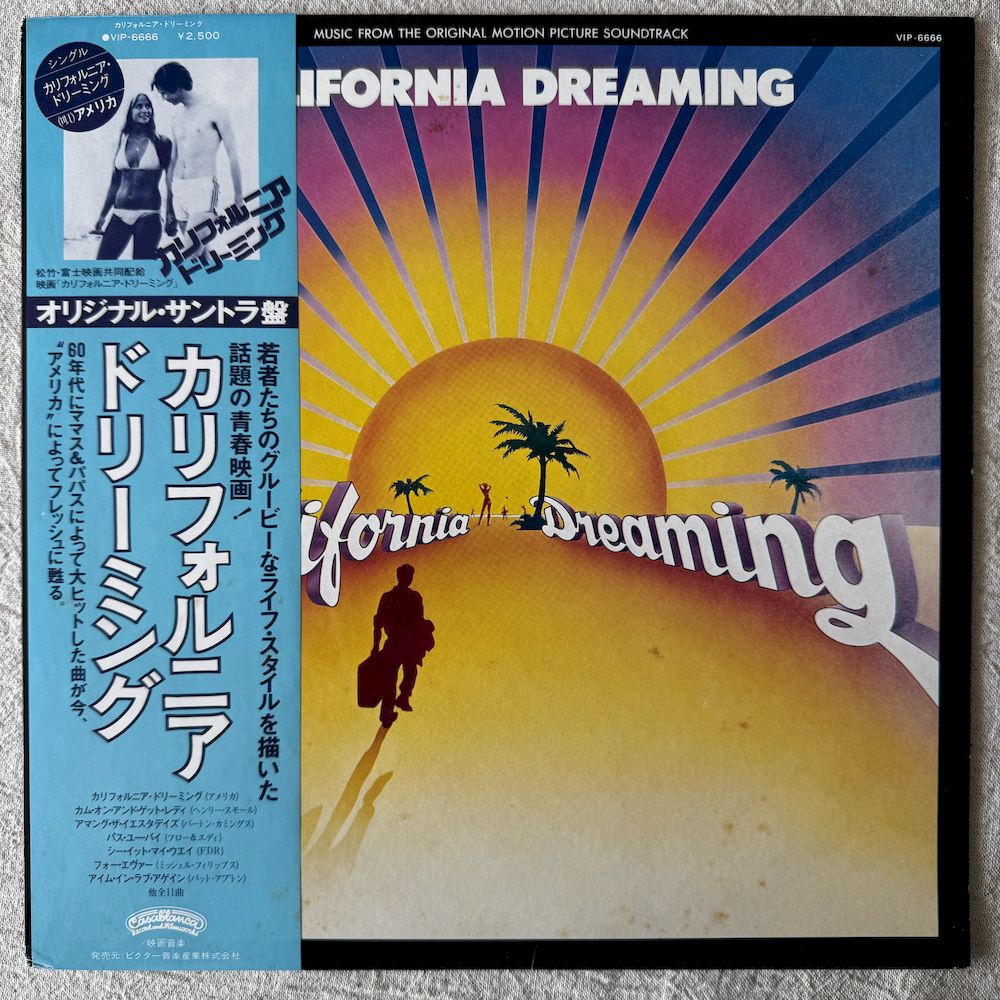 カリフォルニア・ドリーミング
●VIP-6666 ¥2,500
シングル
カリフォルニア・
ドリーミング
アメリカ
カリフォルニア
ドリーミング
松竹・富士映画共同配給
映画「カリフォルニア・ドリーミング」
オリジナル・サントラ盤
若者たちのグルービーなライフ・スタイルを描いた
話題の青春映画!
カリフォルニア
ドリーミング
60年代にママス&パパスによって大ヒットした曲が今、
“アメリカ”によってフレッシュに甦る。
カリフォルニア・ドリーミング(アメリカ)
カム・オン・アンド・ゲット・レディ(ヘンリー・スモール)
アマング・ザ・イエスタデイズ(バートン・カミングス)
パス・ユー・バイ(フロー&エディ)
シー・イット・マイ・ウエイ(FDR)
フォー・エヴァー(ミッシェル・フィリップス)
アイム・イン・ラブ・アゲイン(パット・アプトン)
他全11曲
Casablanca
Record and Filmworks
〈映画音楽〉
発売元:ビクター音楽産業株式会社
MUSIC FROM THE ORIGINAL MOTION PICTURE SOUNDTRACK
VIP-6666
LIFORNIA DREAMING
ifornia Dreaming